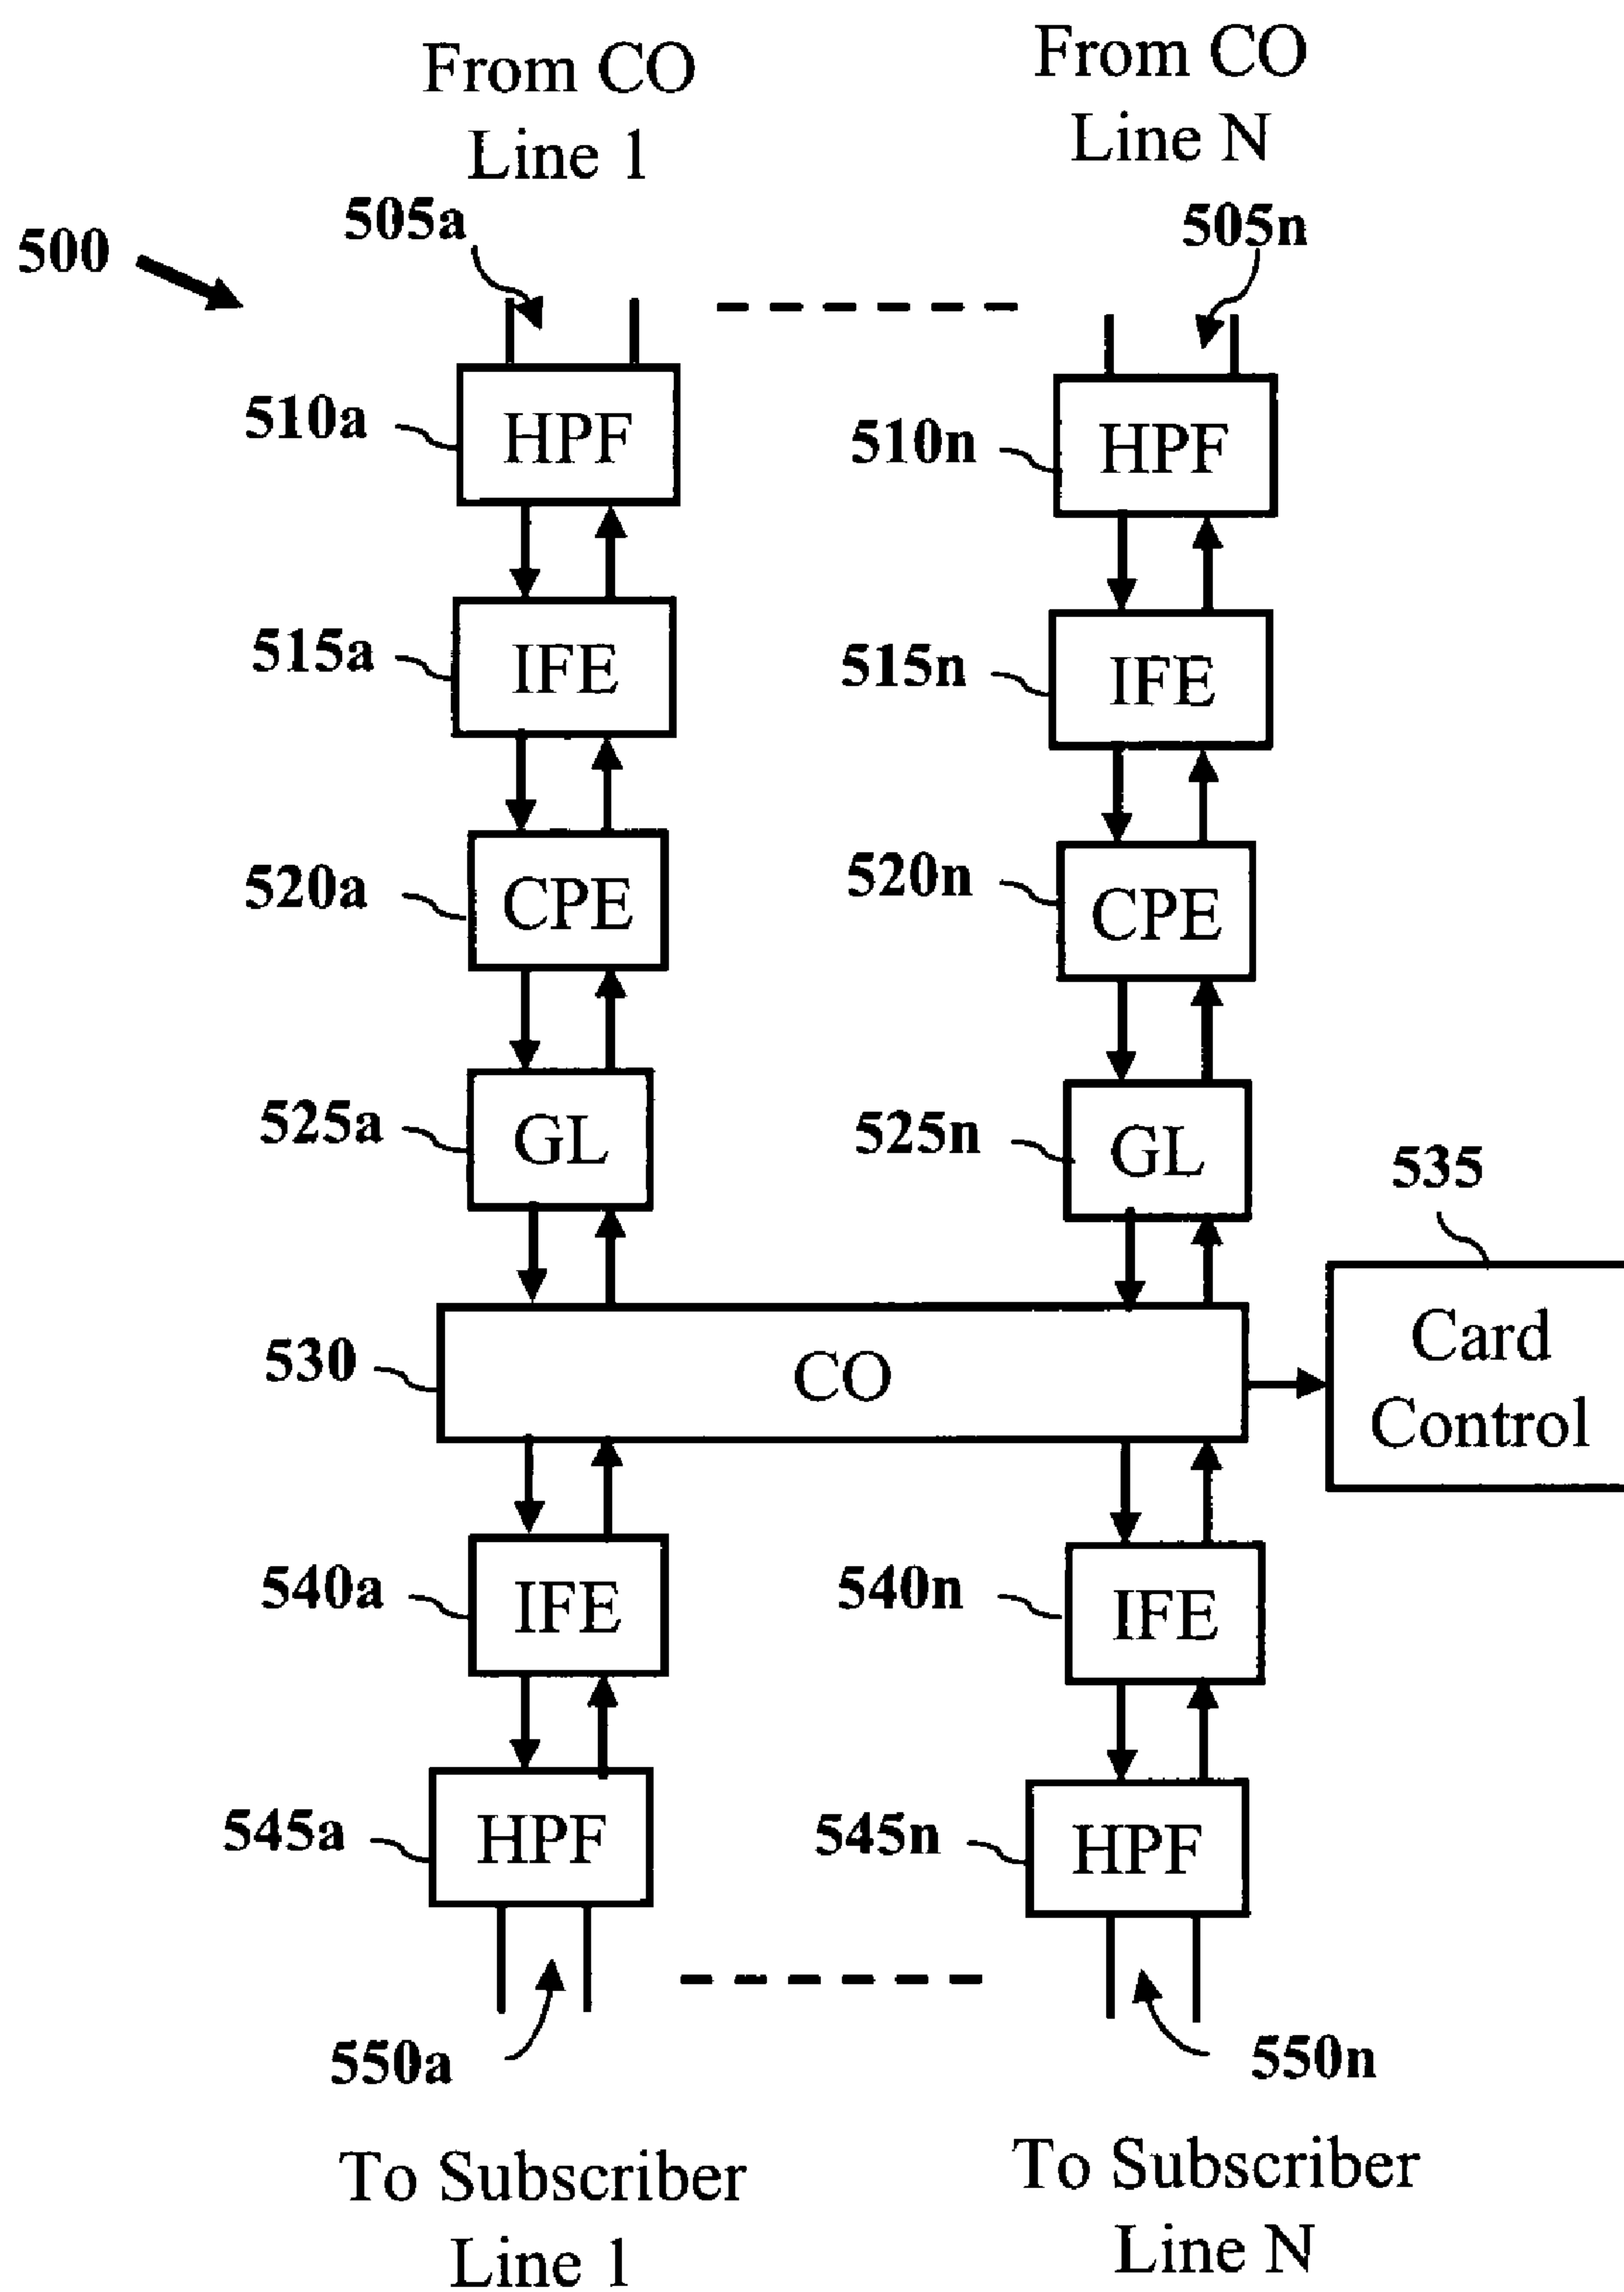 From CO
Line 1
From CO
Line N
500
505a
505n
510a
HPF
510n
HPF
515a
IFE
515n
IFE
520a
CPE
520n
CPE
525a
GL
525n
GL
535
Card
Control
530
CO
540a
IFE
540n
IFE
545a
HPF
545n
HPF
550a
550n
To Subscriber
Line 1
To Subscriber
Line N